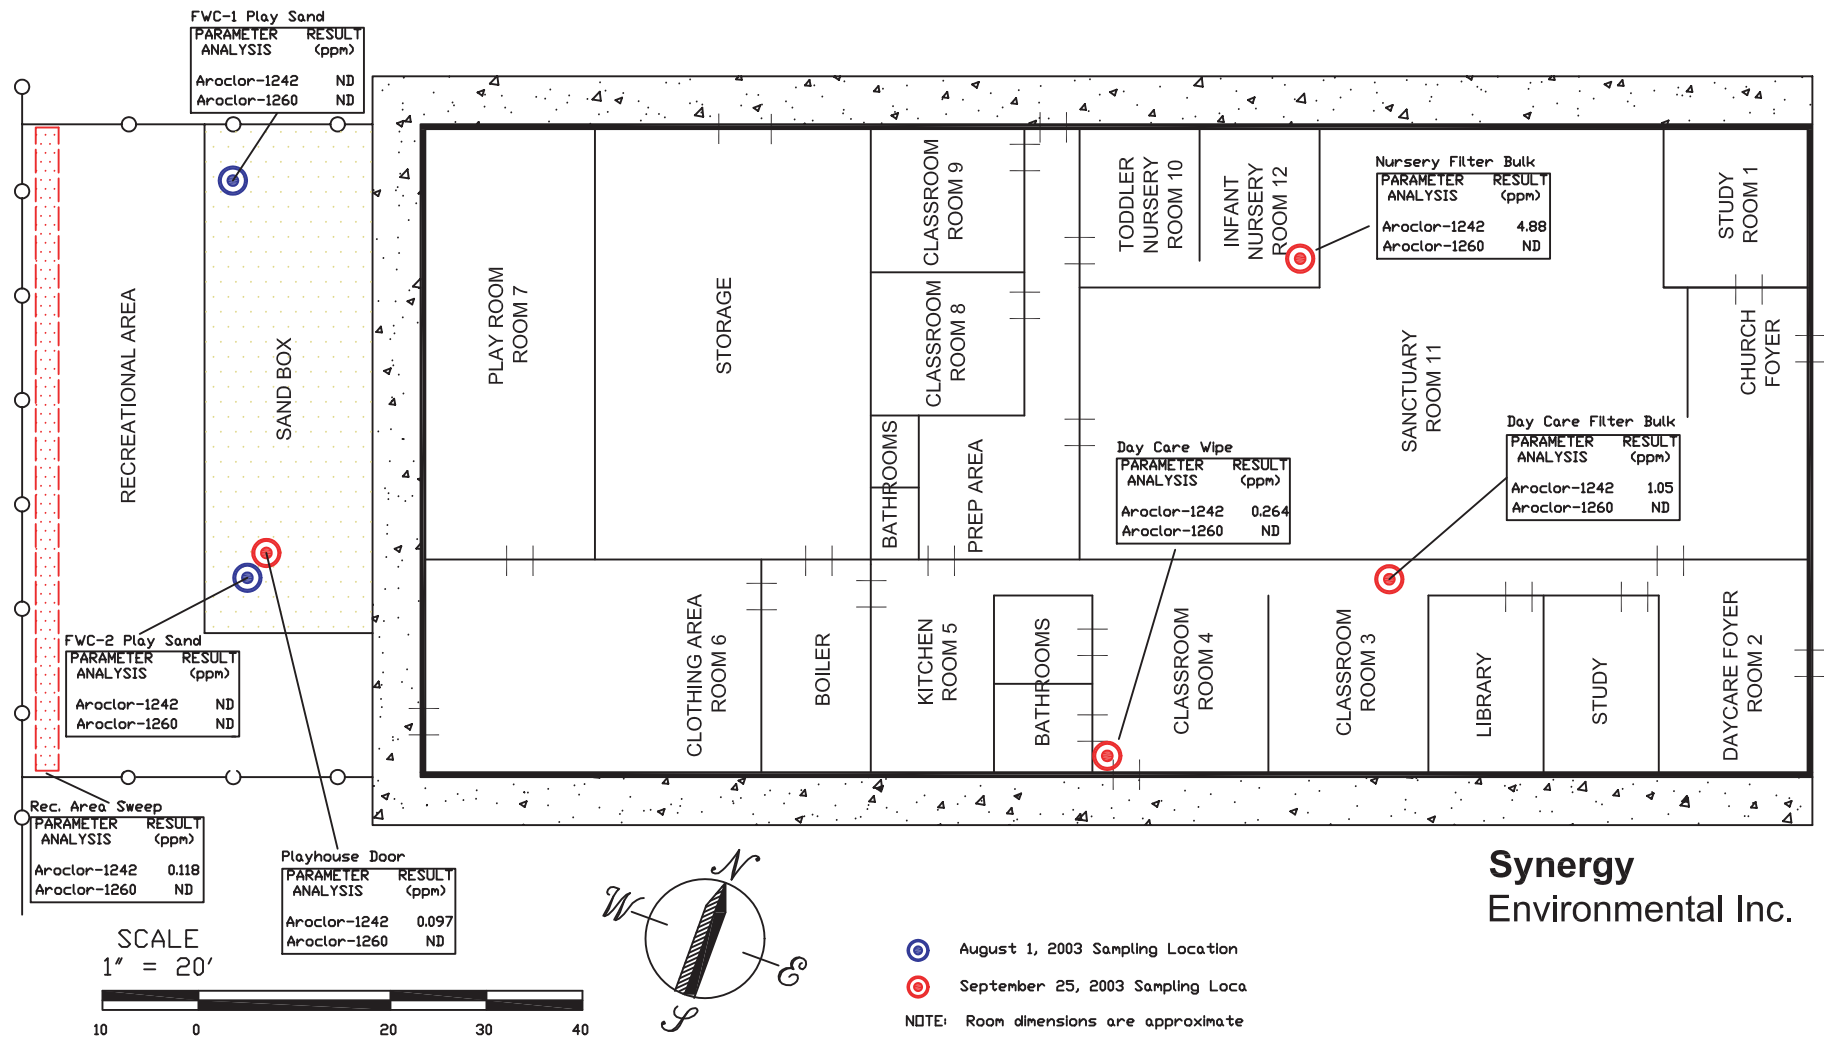 FWC-1 Play Sand
PARAMETER RESULT
ANALYSIS (ppm)
Aroclor-1242 ND
Aroclor-1260 ND
RECREATIONAL AREA
SAND BOX
PLAY ROOM
ROOM 7
STORAGE
CLASSROOM
ROOM 9
CLASSROOM
ROOM 8
BATHROOMS
PREP AREA
TODDLER
NURSERY
ROOM 10
INFANT
NURSERY
ROOM 12
Nursery Filter Bulk
PARAMETER RESULT
ANALYSIS (ppm)
Aroclor-1242 4.88
Aroclor-1260 ND
STUDY
ROOM 1
CHURCH
FOYER
SANCTUARY
ROOM 11
Day Care Filter Bulk
PARAMETER RESULT
ANALYSIS (ppm)
Aroclor-1242 1.05
Aroclor-1260 ND
Day Care Wipe
PARAMETER RESULT
ANALYSIS (ppm)
Aroclor-1242 0.264
Aroclor-1260 ND
CLOTHING AREA
ROOM 6
BOILER
KITCHEN
ROOM 5
BATHROOMS
CLASSROOM
ROOM 4
CLASSROOM
ROOM 3
LIBRARY
STUDY
DAYCARE FOYER
ROOM 2
FWC-2 Play Sand
PARAMETER RESULT
ANALYSIS (ppm)
Aroclor-1242 ND
Aroclor-1260 ND
Rec. Area Sweep
PARAMETER RESULT
ANALYSIS (ppm)
Aroclor-1242 0.118
Aroclor-1260 ND
Playhouse Door
PARAMETER RESULT
ANALYSIS (ppm)
Aroclor-1242 0.097
Aroclor-1260 ND
SCALE
1" = 20'
10 0 20 30 40
N
W
E
S
Synergy
Environmental Inc.
August 1, 2003 Sampling Location
September 25, 2003 Sampling Loca
NOTE: Room dimensions are approximate